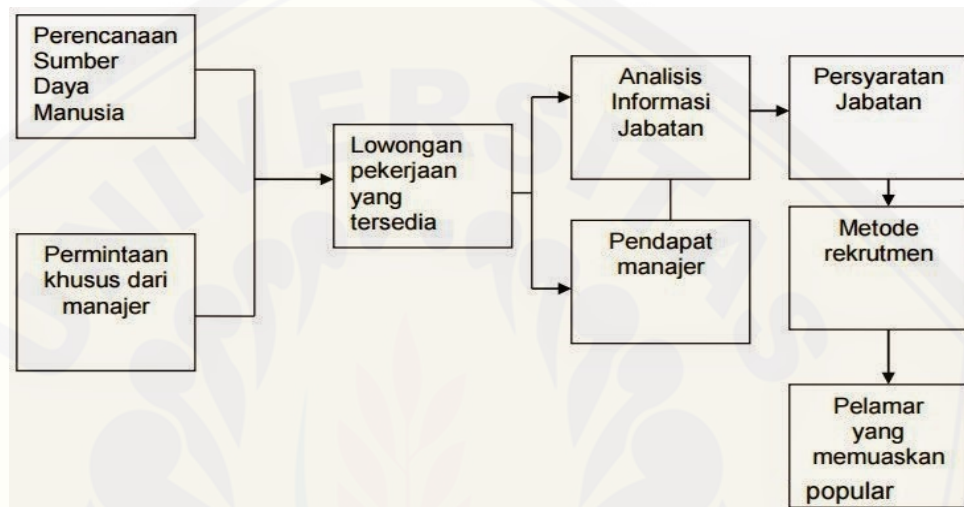 Perencanaan
Sumber
Daya
Manusia
Permintaan
khusus dari
manajer
Lowongan
pekerjaan
yang
tersedia
Analisis
Informasi
Jabatan
Pendapat
manajer
Persyaratan
Jabatan
Metode
rekrutmen
Pelamar
yang
memuaskan
popular
UNIVERSITAS